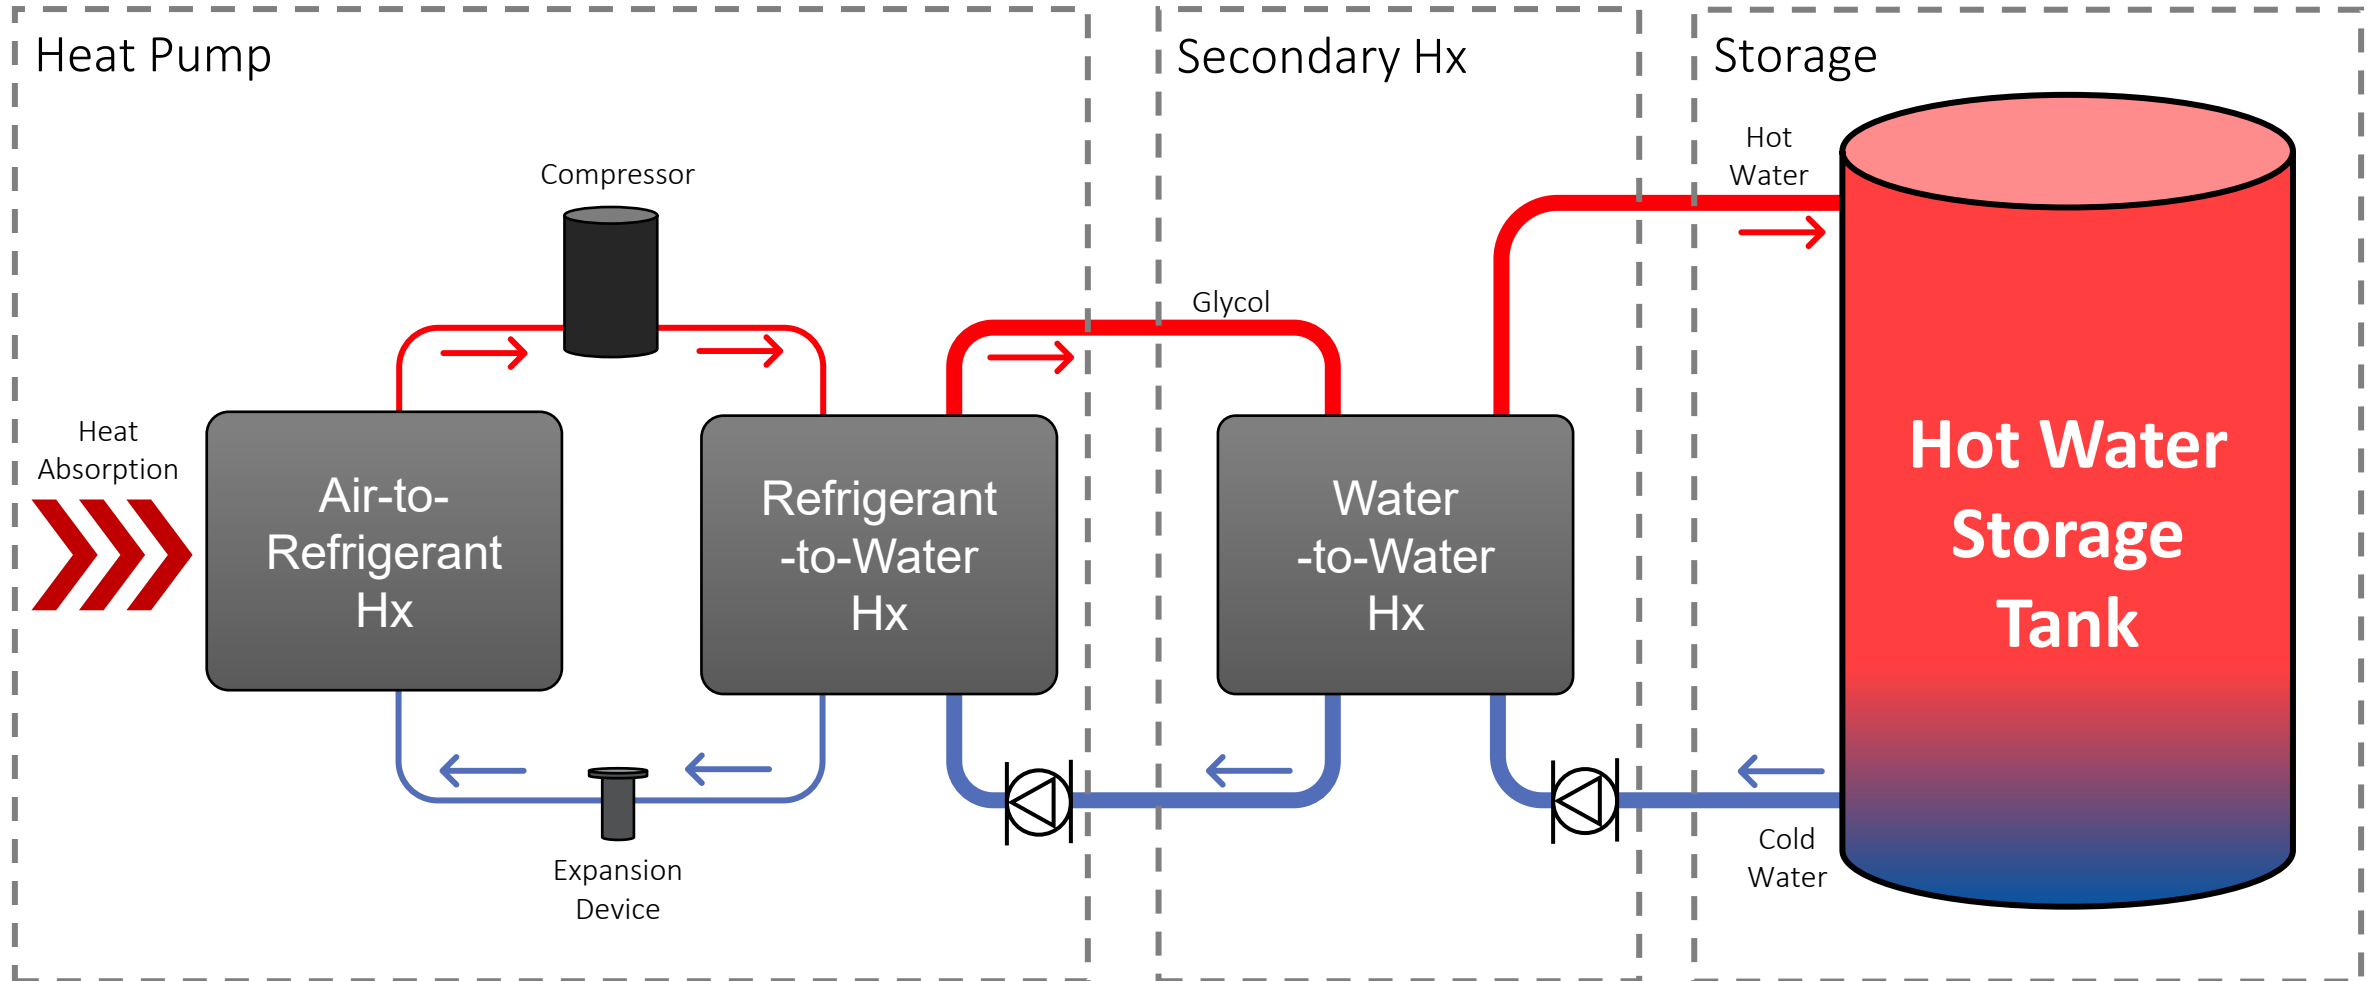 Heat Pump
Secondary Hx
Storage
Compressor
Hot
Water
Glycol
Heat
Absorption
Air-to-
Refrigerant
Hx
Refrigerant
-to-Water
Hx
Water
-to-Water
Hx
Hot Water
Storage
Tank
Expansion
Device
Cold
Water